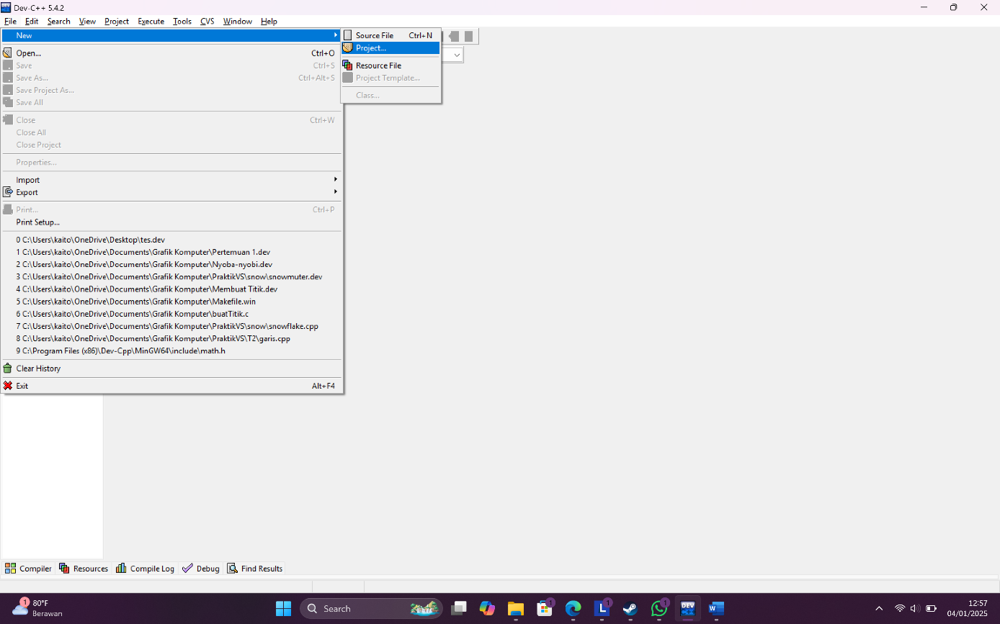 Dev-C++ 5.4.2
File Edit Search View Project Execute Tools CVS Window Help
New
Open... Ctrl+O
Save Ctrl+S
Save As... Ctrl+Alt+S
Save Project As...
Save All
Close Ctrl+W
Close All
Close Project
Properties...
Import
Export
Print... Ctrl+P
Print Setup...
0 C:\Users\kaito\OneDrive\Desktop\tes.dev
1 C:\Users\kaito\OneDrive\Documents\Grafik Komputer\Pertemuan 1.dev
2 C:\Users\kaito\OneDrive\Documents\Grafik Komputer\Nyoba-nyobi.dev
3 C:\Users\kaito\OneDrive\Documents\Grafik Komputer\PraktikVS\snow\snowmuter.dev
4 C:\Users\kaito\OneDrive\Documents\Grafik Komputer\Membuat Titik.dev
5 C:\Users\kaito\OneDrive\Documents\Grafik Komputer\Makefile.win
6 C:\Users\kaito\OneDrive\Documents\Grafik Komputer\buatTitik.c
7 C:\Users\kaito\OneDrive\Documents\Grafik Komputer\PraktikVS\snow\snowflake.cpp
8 C:\Users\kaito\OneDrive\Documents\Grafik Komputer\PraktikVS\T2\garis.cpp
9 C:\Program Files (x86)\Dev-Cpp\MinGW64\include\math.h
Clear History
Exit Alt+F4
Source File Ctrl+N
Project...
Resource File
Project Template...
Class...
Compiler Resources Compile Log Debug Find Results
1 80°F
Berawan
Search
1
L 1
1
DEV
C++
W
12:57
04/01/2025